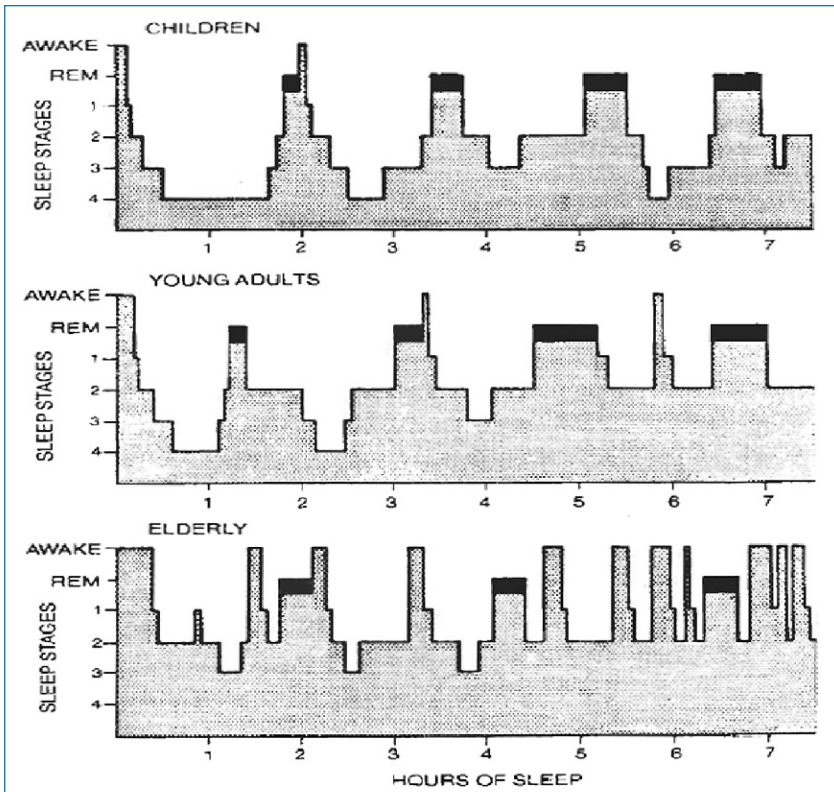 CHILDREN
AWAKE
REM
1
2
3
4
SLEEP STAGES
1 2 3 4 5 6 7
YOUNG ADULTS
AWAKE
REM
1
2
3
4
SLEEP STAGES
1 2 3 4 5 6 7
ELDERLY
AWAKE
REM
1
2
3
4
SLEEP STAGES
1 2 3 4 5 6 7
HOURS OF SLEEP